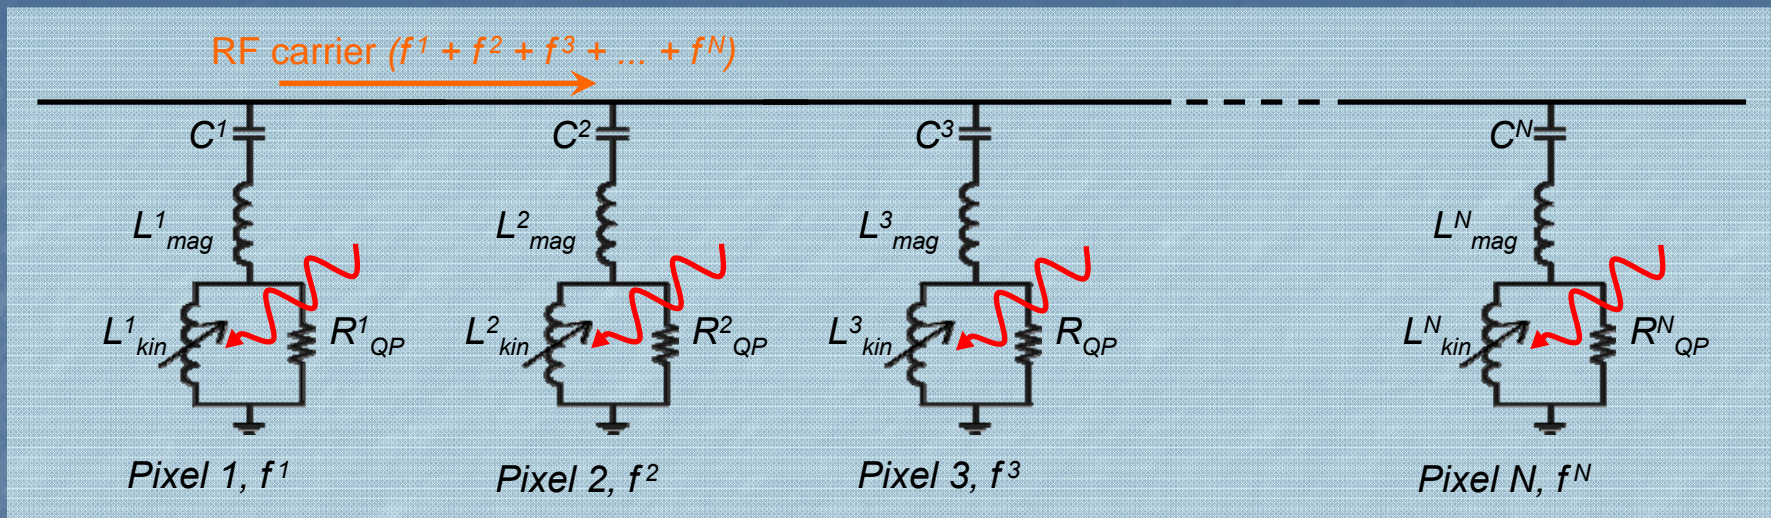 RF carrier (f¹ + f² + f³ + ... + fᴺ)
C¹ C² C³ Cᴺ
L¹mag L²mag L³mag Lᴺmag
L¹kin R¹QP L²kin R²QP L³kin RQP Lᴺkin RᴺQP
Pixel 1, f¹ Pixel 2, f² Pixel 3, f³ Pixel N, fᴺ